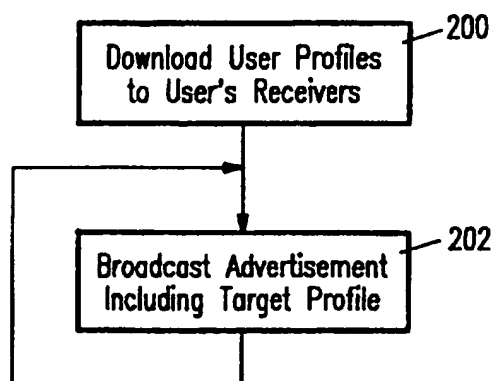 200
Download User Profiles
to User's Receivers
202
Broadcast Advertisement
Including Target Profile